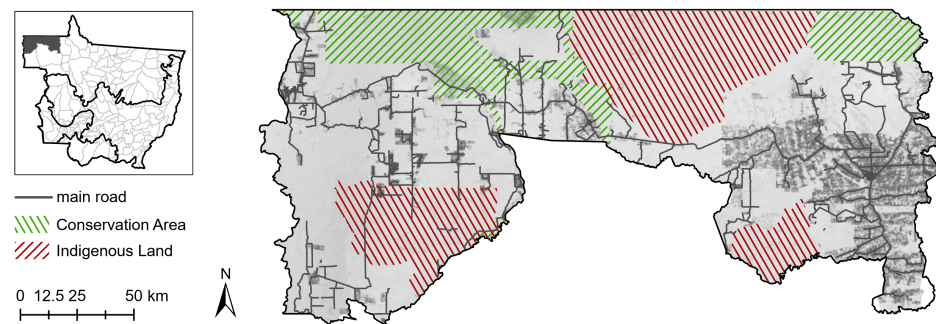 main road
Conservation Area
Indigenous Land
0 12.5 25 50 km
N